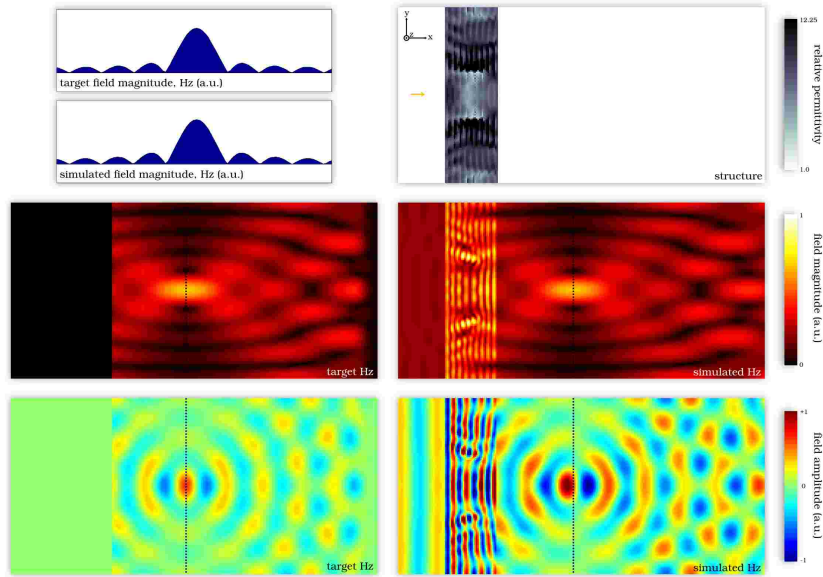 target field magnitude, Hz (a.u.)
simulated field magnitude, Hz (a.u.)
y
z
x
structure
12.25
1.0
relative permittivity
target Hz
simulated Hz
1
0
field magnitude (a.u.)
target Hz
simulated Hz
+1
0
-1
field amplitude (a.u.)